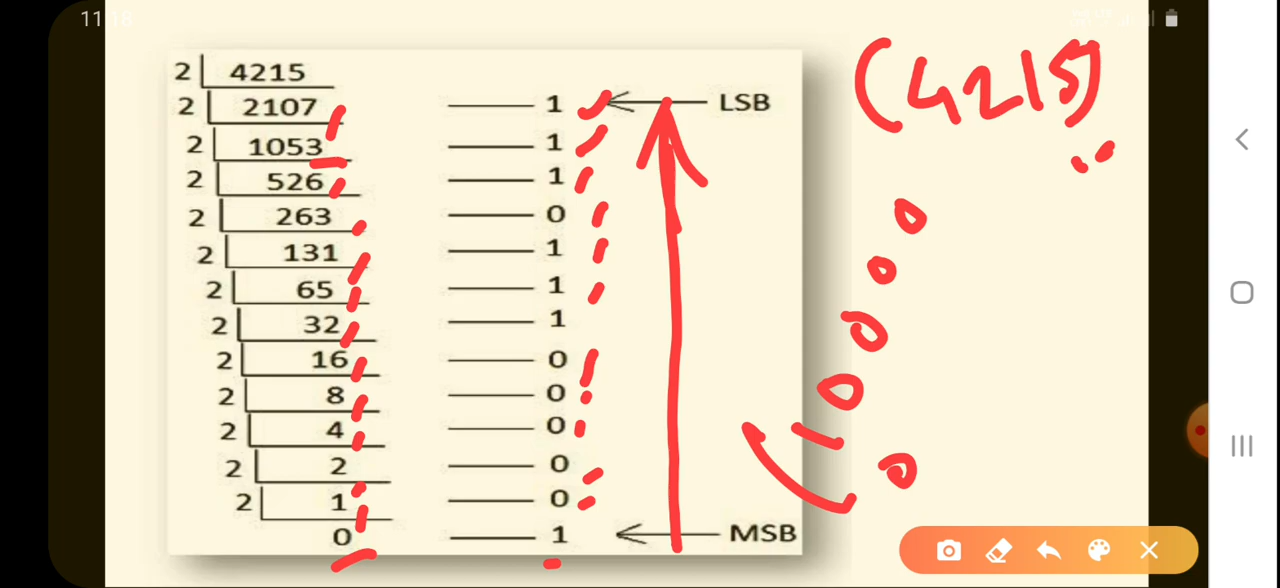 11:18
2 4215 (4215)
2 2107 1 LSB
2 1053 1
2 526 1
2 263 0
2 131 1
2 65 1
2 32 1
2 16 0
2 8 0
2 4 0
2 2 0
2 1 0
0 1 MSB
(10000
0